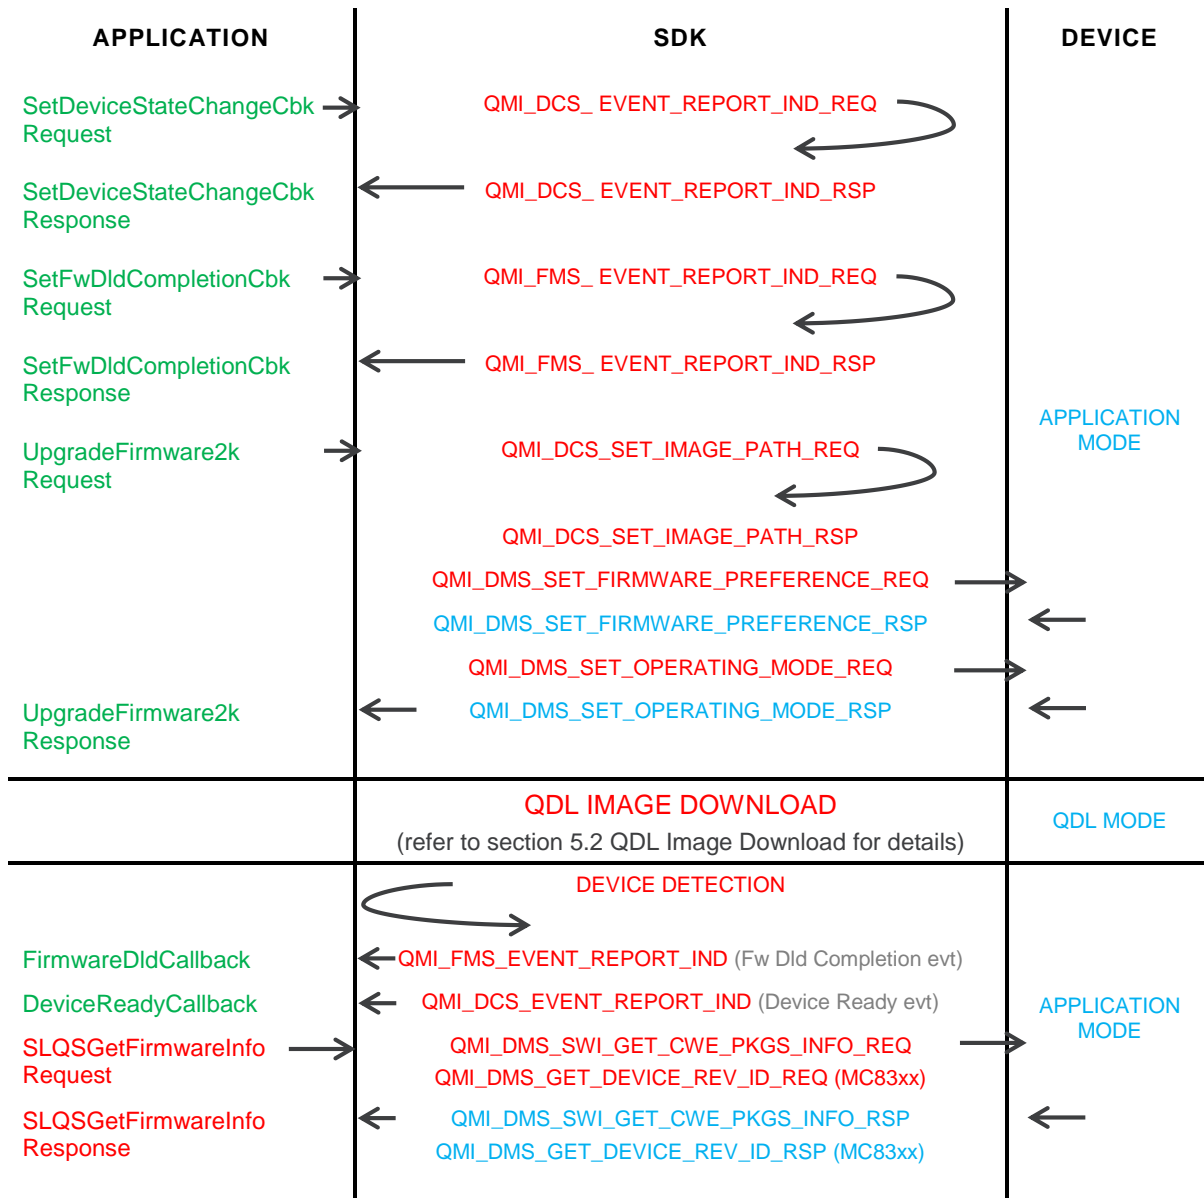 APPLICATION
SDK
DEVICE
SetDeviceStateChangeCbk
Request
QMI_DCS_ EVENT_REPORT_IND_REQ
SetDeviceStateChangeCbk
Response
QMI_DCS_ EVENT_REPORT_IND_RSP
SetFwDldCompletionCbk
Request
QMI_FMS_ EVENT_REPORT_IND_REQ
SetFwDldCompletionCbk
Response
QMI_FMS_ EVENT_REPORT_IND_RSP
APPLICATION
MODE
UpgradeFirmware2k
Request
QMI_DCS_SET_IMAGE_PATH_REQ
QMI_DCS_SET_IMAGE_PATH_RSP
QMI_DMS_SET_FIRMWARE_PREFERENCE_REQ
QMI_DMS_SET_FIRMWARE_PREFERENCE_RSP
QMI_DMS_SET_OPERATING_MODE_REQ
UpgradeFirmware2k
Response
QMI_DMS_SET_OPERATING_MODE_RSP
QDL IMAGE DOWNLOAD
(refer to section 5.2 QDL Image Download for details)
QDL MODE
DEVICE DETECTION
FirmwareDldCallback
QMI_FMS_EVENT_REPORT_IND (Fw Dld Completion evt)
DeviceReadyCallback
QMI_DCS_EVENT_REPORT_IND (Device Ready evt)
APPLICATION
MODE
SLQSGetFirmwareInfo
Request
QMI_DMS_SWI_GET_CWE_PKGS_INFO_REQ
QMI_DMS_GET_DEVICE_REV_ID_REQ (MC83xx)
SLQSGetFirmwareInfo
Response
QMI_DMS_SWI_GET_CWE_PKGS_INFO_RSP
QMI_DMS_GET_DEVICE_REV_ID_RSP (MC83xx)